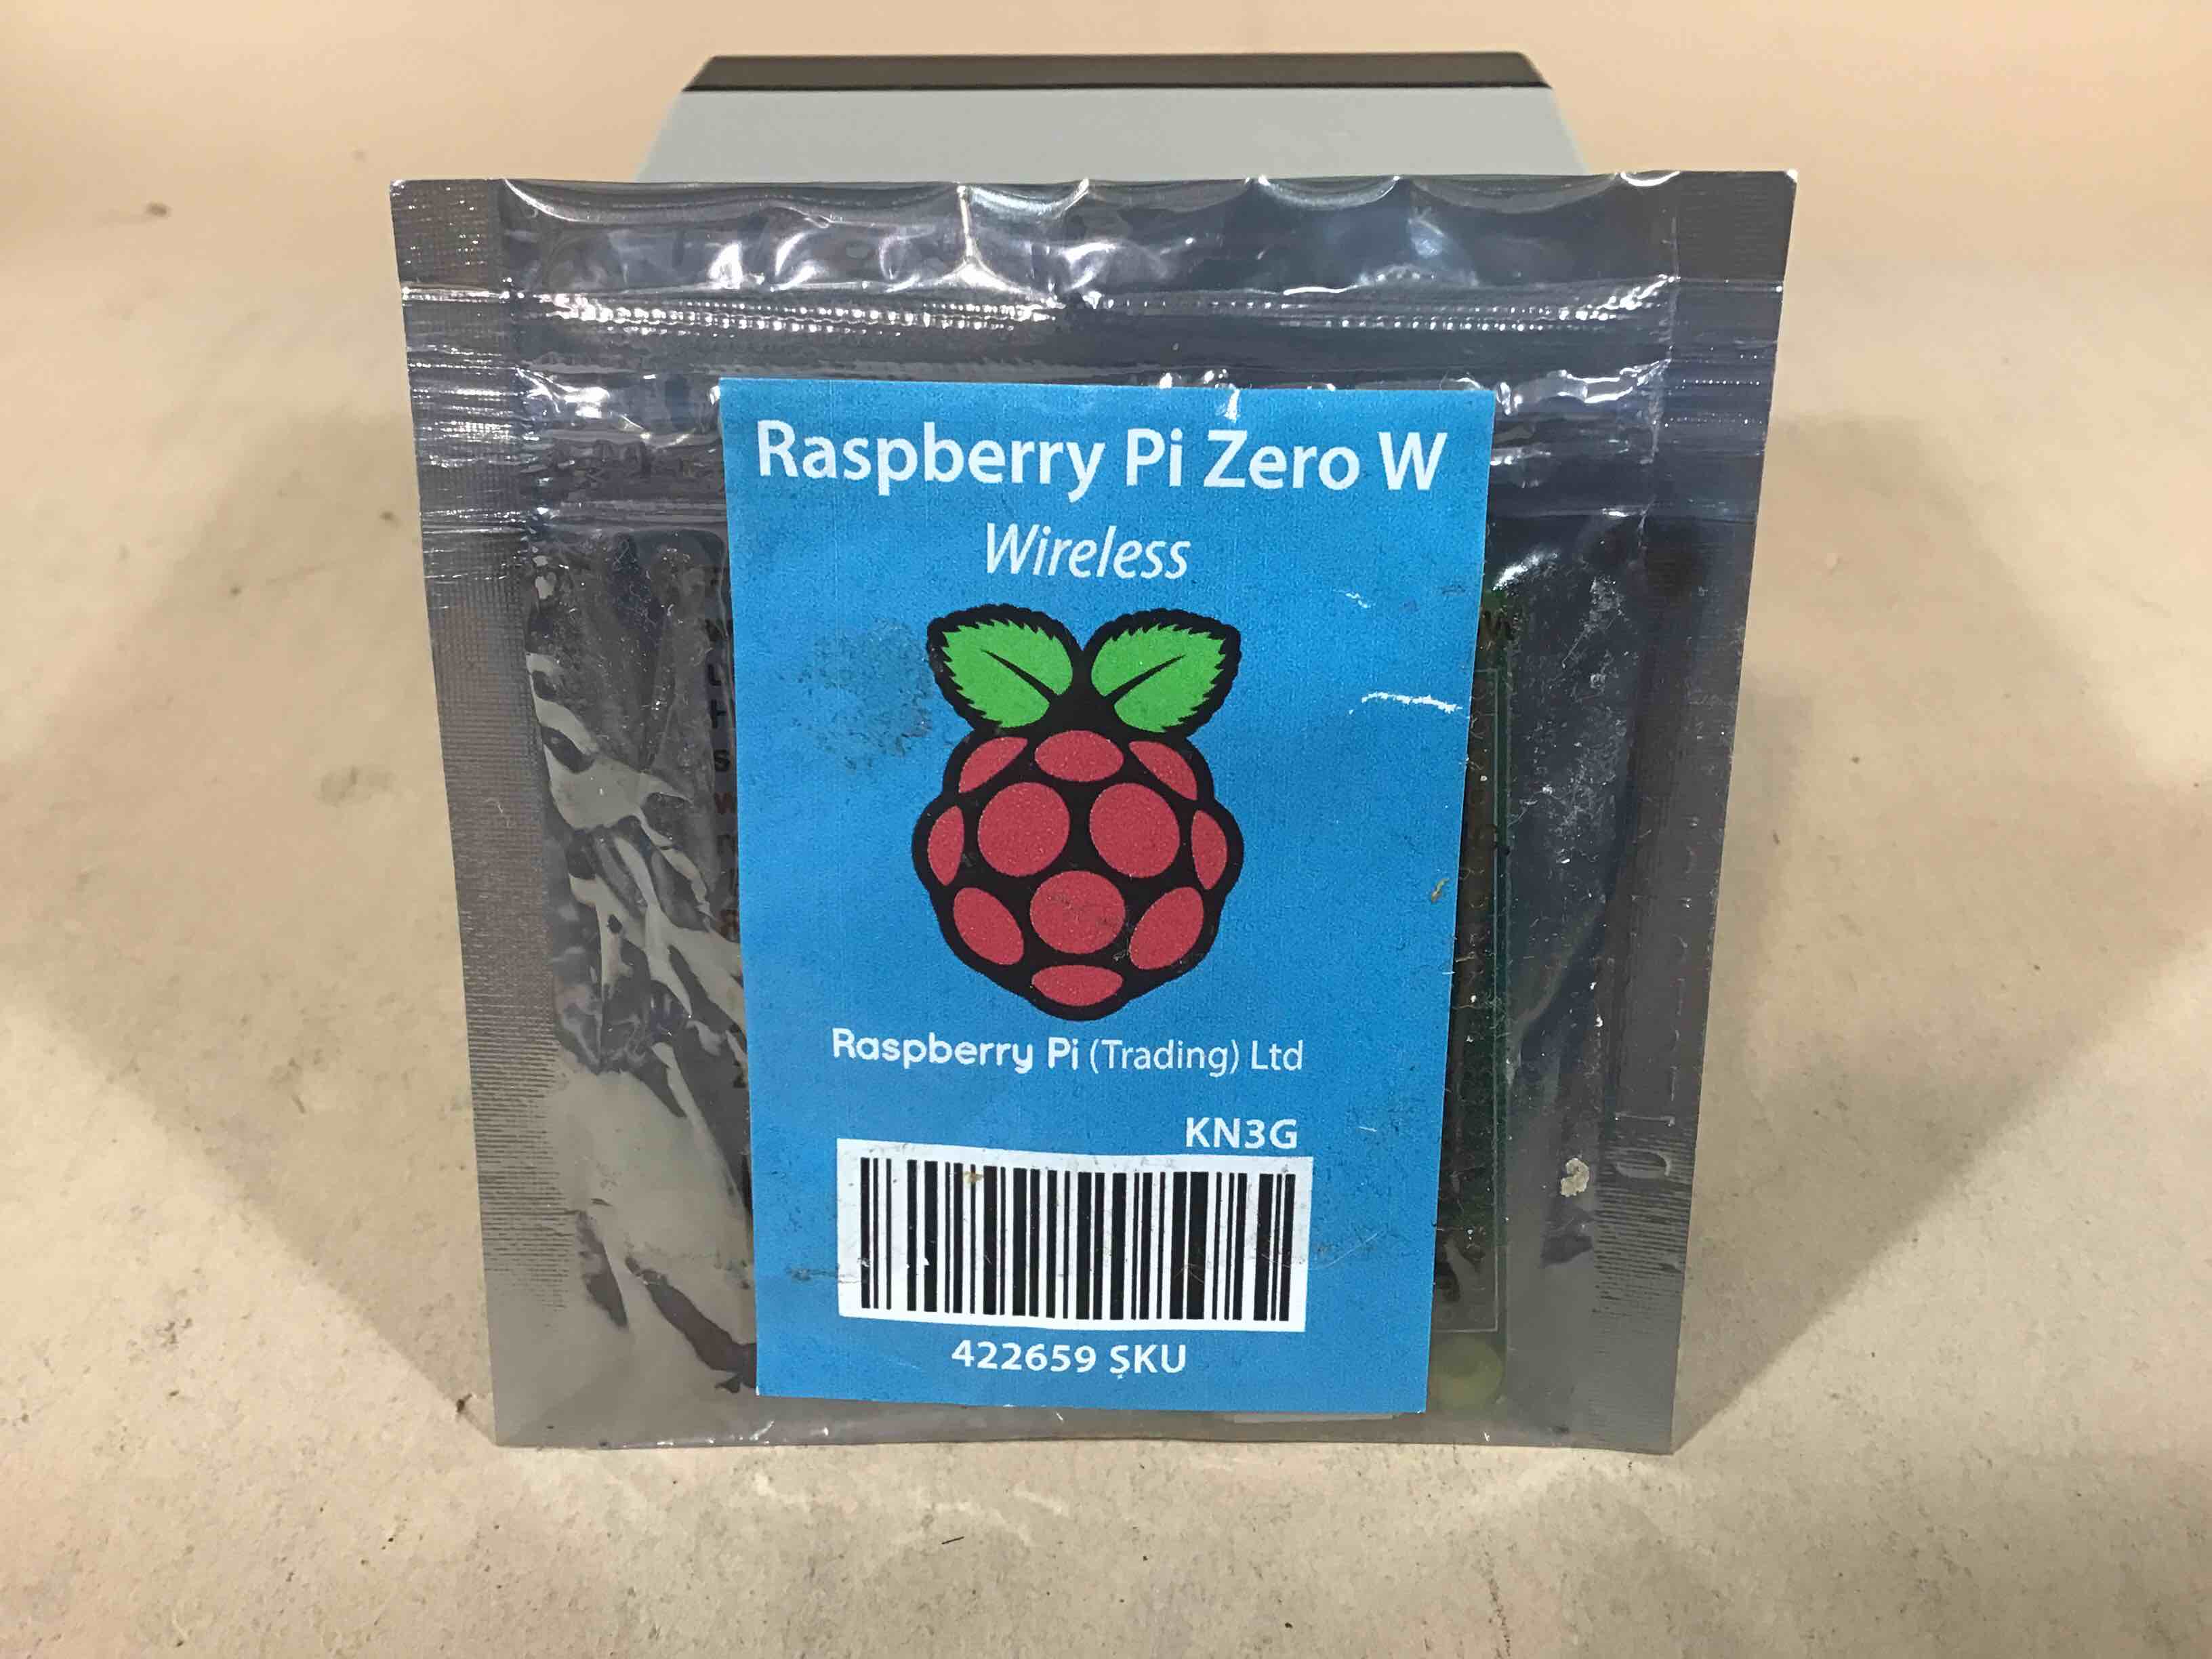 Raspberry Pi Zero W
Wireless
Raspberry Pi (Trading) Ltd
KN3G
422659 SKU